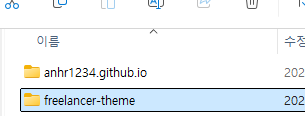 이름
수정
anhr1234.github.io
202
freelancer-theme
202